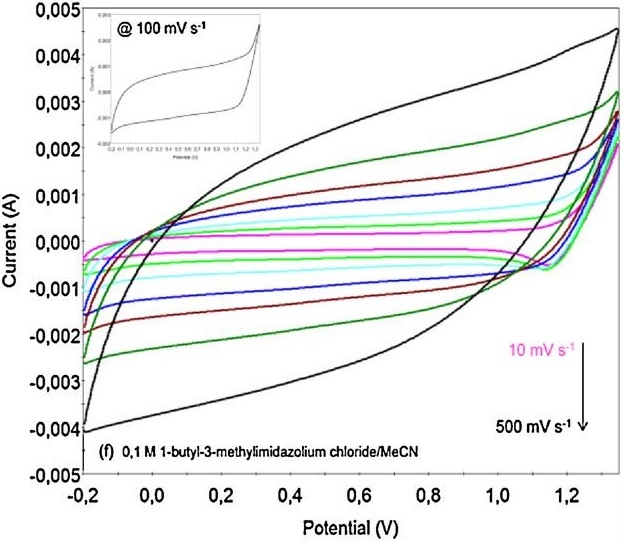 0,005
0,004
0,003
0,002
0,001
0,000
-0,001
-0,002
-0,003
-0,004
-0,005
Current (A)
@ 100 mV s-1
Current (A)
Potential (V)
10 mV s-1
500 mV s-1
(f) 0,1 M 1-butyl-3-methylimidazolium chloride/MeCN
-0,2 0,0 0,2 0,4 0,6 0,8 1,0 1,2
Potential (V)